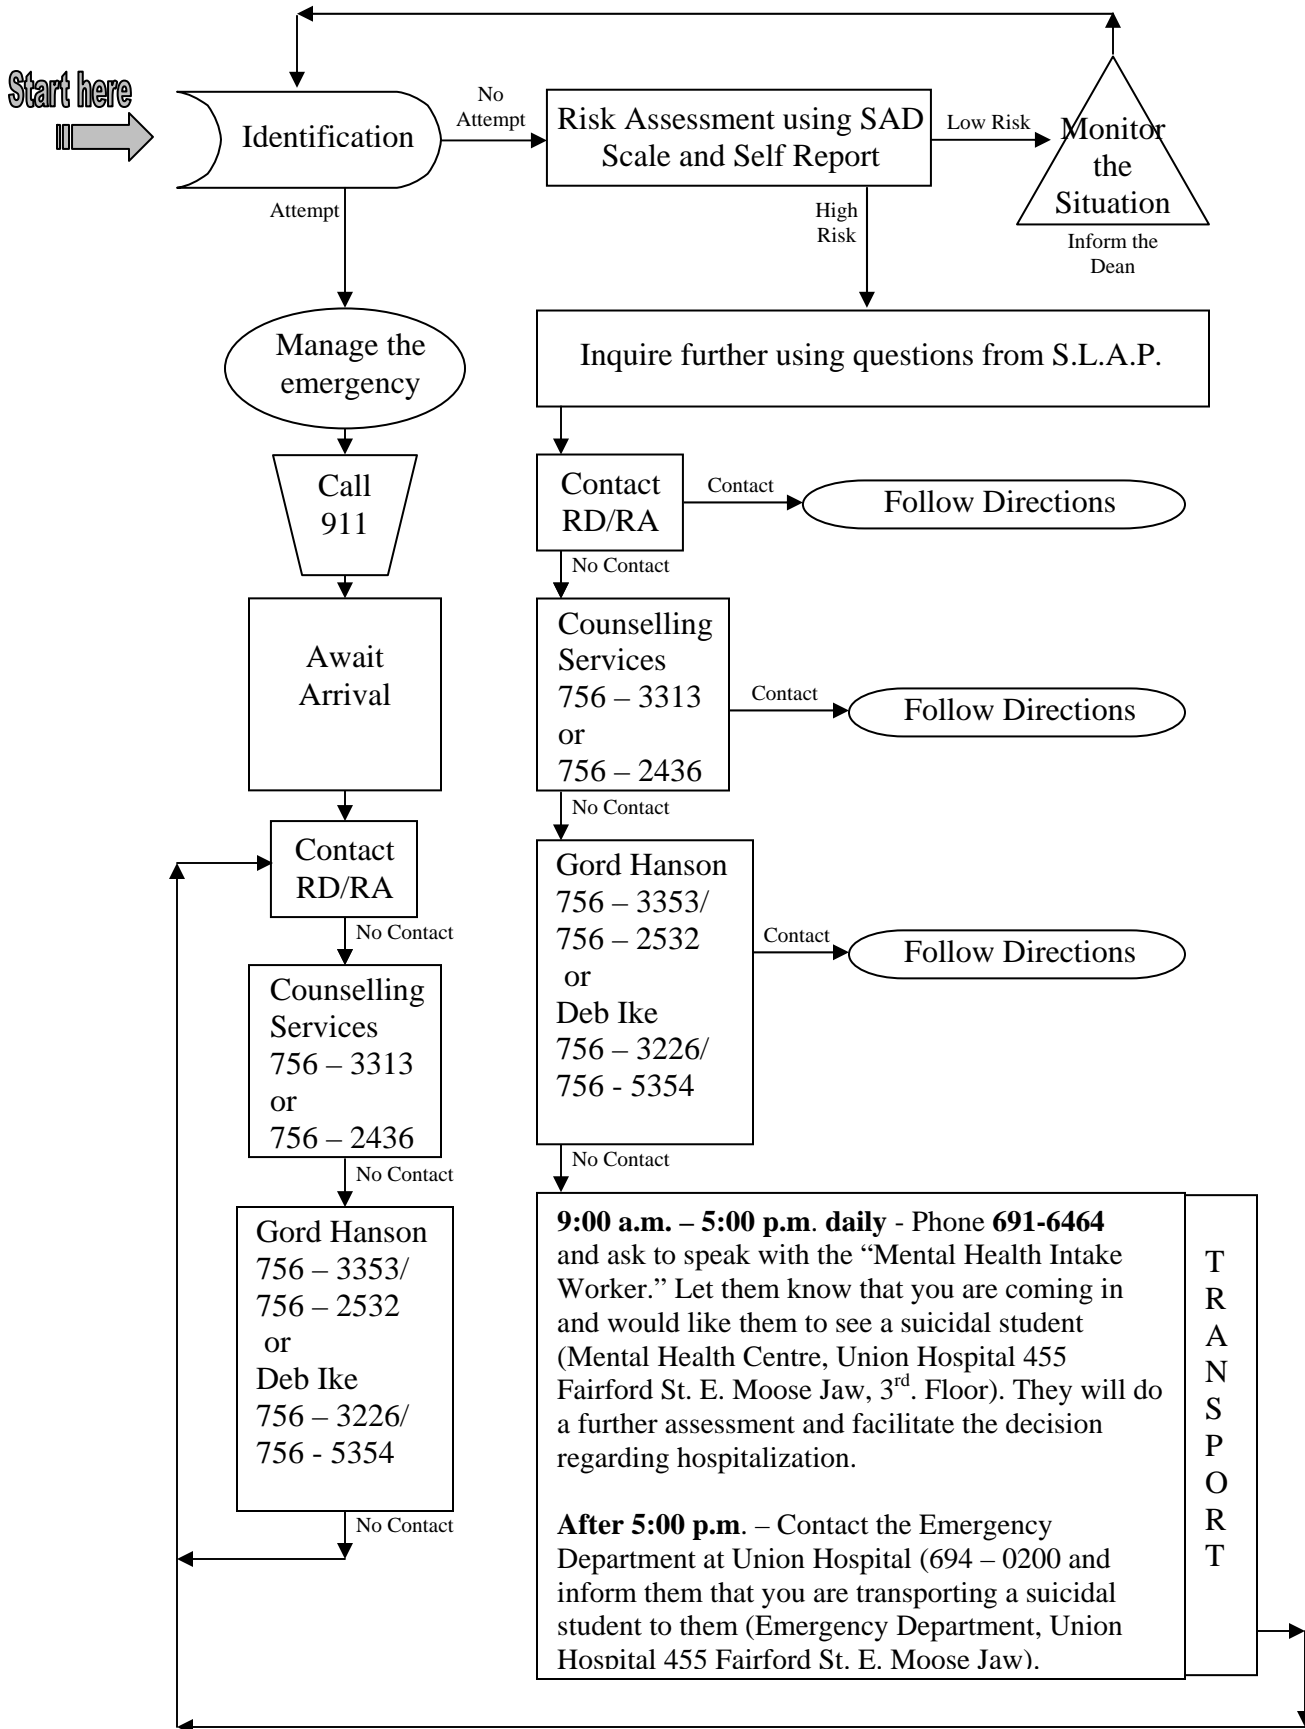 Start here
Identification
No
Attempt
Risk Assessment using SAD
Scale and Self Report
Low Risk
Monitor
the
Situation
Inform the
Dean
Attempt
High
Risk
Manage the
emergency
Inquire further using questions from S.L.A.P.
Call
911
Contact
RD/RA
Contact
Follow Directions
No Contact
Await
Arrival
Counselling
Services
756 – 3313
or
756 – 2436
Contact
Follow Directions
No Contact
Contact
RD/RA
No Contact
Gord Hanson
756 – 3353/
756 – 2532
or
Deb Ike
756 – 3226/
756 - 5354
Contact
Follow Directions
No Contact
Counselling
Services
756 – 3313
or
756 – 2436
No Contact
Gord Hanson
756 – 3353/
756 – 2532
or
Deb Ike
756 – 3226/
756 - 5354
No Contact
9:00 a.m. – 5:00 p.m. daily - Phone 691-6464
and ask to speak with the “Mental Health Intake
Worker.” Let them know that you are coming in
and would like them to see a suicidal student
(Mental Health Centre, Union Hospital 455
Fairford St. E. Moose Jaw, 3rd. Floor). They will do
a further assessment and facilitate the decision
regarding hospitalization.
After 5:00 p.m. – Contact the Emergency
Department at Union Hospital (694 – 0200 and
inform them that you are transporting a suicidal
student to them (Emergency Department, Union
Hospital 455 Fairford St. E. Moose Jaw).
T
R
A
N
S
P
O
R
T